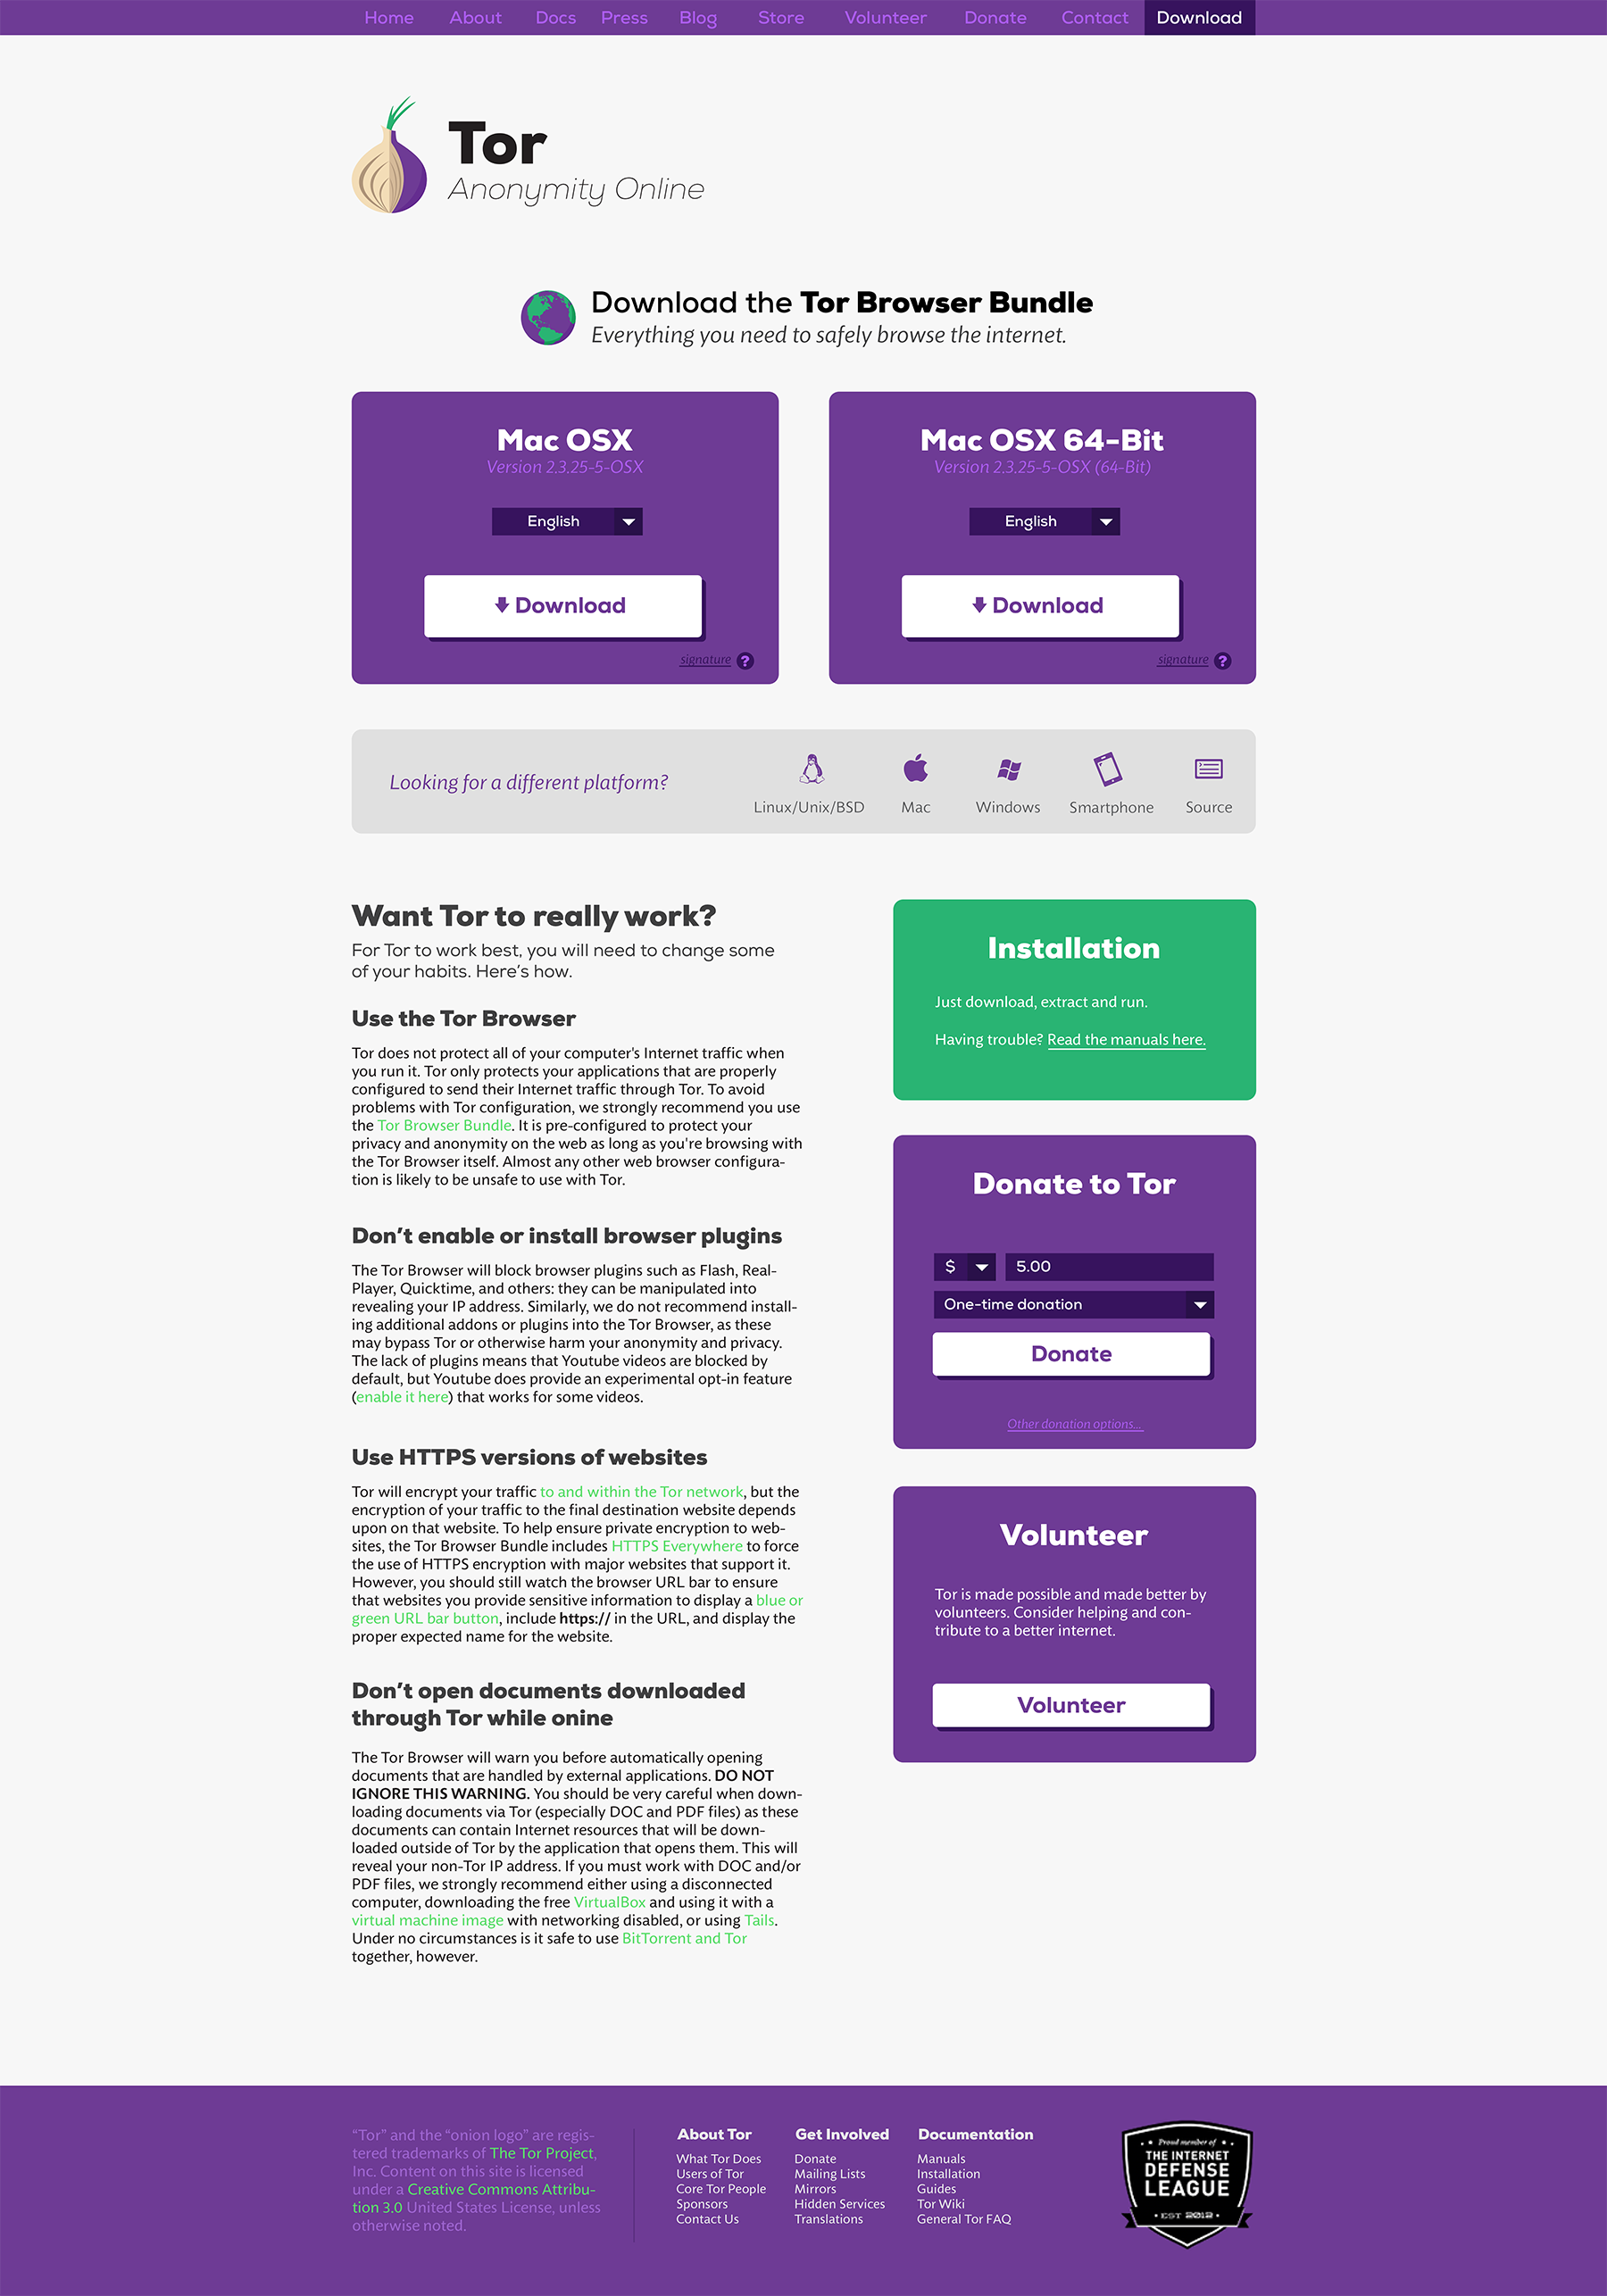 Home About Docs Press Blog Store Volunteer Donate Contact Download
Tor
Anonymity Online
Download the Tor Browser Bundle
Everything you need to safely browse the internet.
Mac OSX
Version 2.3.25-5-OSX
English
Download
signature ?
Mac OSX 64-Bit
Version 2.3.25-5-OSX (64-Bit)
English
Download
signature ?
Looking for a different platform?
Linux/Unix/BSD Mac Windows Smartphone Source
Want Tor to really work?
For Tor to work best, you will need to change some
of your habits. Here's how.
Use the Tor Browser
Tor does not protect all of your computer's Internet traffic when
you run it. Tor only protects your applications that are properly
configured to send their Internet traffic through Tor. To avoid
problems with Tor configuration, we strongly recommend you use
the Tor Browser Bundle. It is pre-configured to protect your
privacy and anonymity on the web as long as you're browsing with
the Tor Browser itself. Almost any other web browser configura-
tion is likely to be unsafe to use with Tor.
Don't enable or install browser plugins
The Tor Browser will block browser plugins such as Flash, Real-
Player, Quicktime, and others: they can be manipulated into
revealing your IP address. Similarly, we do not recommend install-
ing additional addons or plugins into the Tor Browser, as these
may bypass Tor or otherwise harm your anonymity and privacy.
The lack of plugins means that Youtube videos are blocked by
default, but Youtube does provide an experimental opt-in feature
(enable it here) that works for some videos.
Use HTTPS versions of websites
Tor will encrypt your traffic to and within the Tor network, but the
encryption of your traffic to the final destination website depends
upon on that website. To help ensure private encryption to web-
sites, the Tor Browser Bundle includes HTTPS Everywhere to force
the use of HTTPS encryption with major websites that support it.
However, you should still watch the browser URL bar to ensure
that websites you provide sensitive information to display a blue or
green URL bar button, include https:// in the URL, and display the
proper expected name for the website.
Don't open documents downloaded
through Tor while onine
The Tor Browser will warn you before automatically opening
documents that are handled by external applications. DO NOT
IGNORE THIS WARNING. You should be very careful when down-
loading documents via Tor (especially DOC and PDF files) as these
documents can contain Internet resources that will be down-
loaded outside of Tor by the application that opens them. This will
reveal your non-Tor IP address. If you must work with DOC and/or
PDF files, we strongly recommend either using a disconnected
computer, downloading the free VirtualBox and using it with a
virtual machine image with networking disabled, or using Tails.
Under no circumstances is it safe to use BitTorrent and Tor
together, however.
Installation
Just download, extract and run.
Having trouble? Read the manuals here.
Donate to Tor
$ 5.00
One-time donation
Donate
Other donation options...
Volunteer
Tor is made possible and made better by
volunteers. Consider helping and con-
tribute to a better internet.
Volunteer
“Tor” and the “onion logo” are regis-
tered trademarks of The Tor Project,
Inc. Content on this site is licensed
under a Creative Commons Attribu-
tion 3.0 United States License, unless
otherwise noted.
About Tor
What Tor Does
Users of Tor
Core Tor People
Sponsors
Contact Us
Get Involved
Donate
Mailing Lists
Mirrors
Hidden Services
Translations
Documentation
Manuals
Installation
Guides
Tor Wiki
General Tor FAQ
Proud member of
THE INTERNET
DEFENSE
LEAGUE
EST 2012